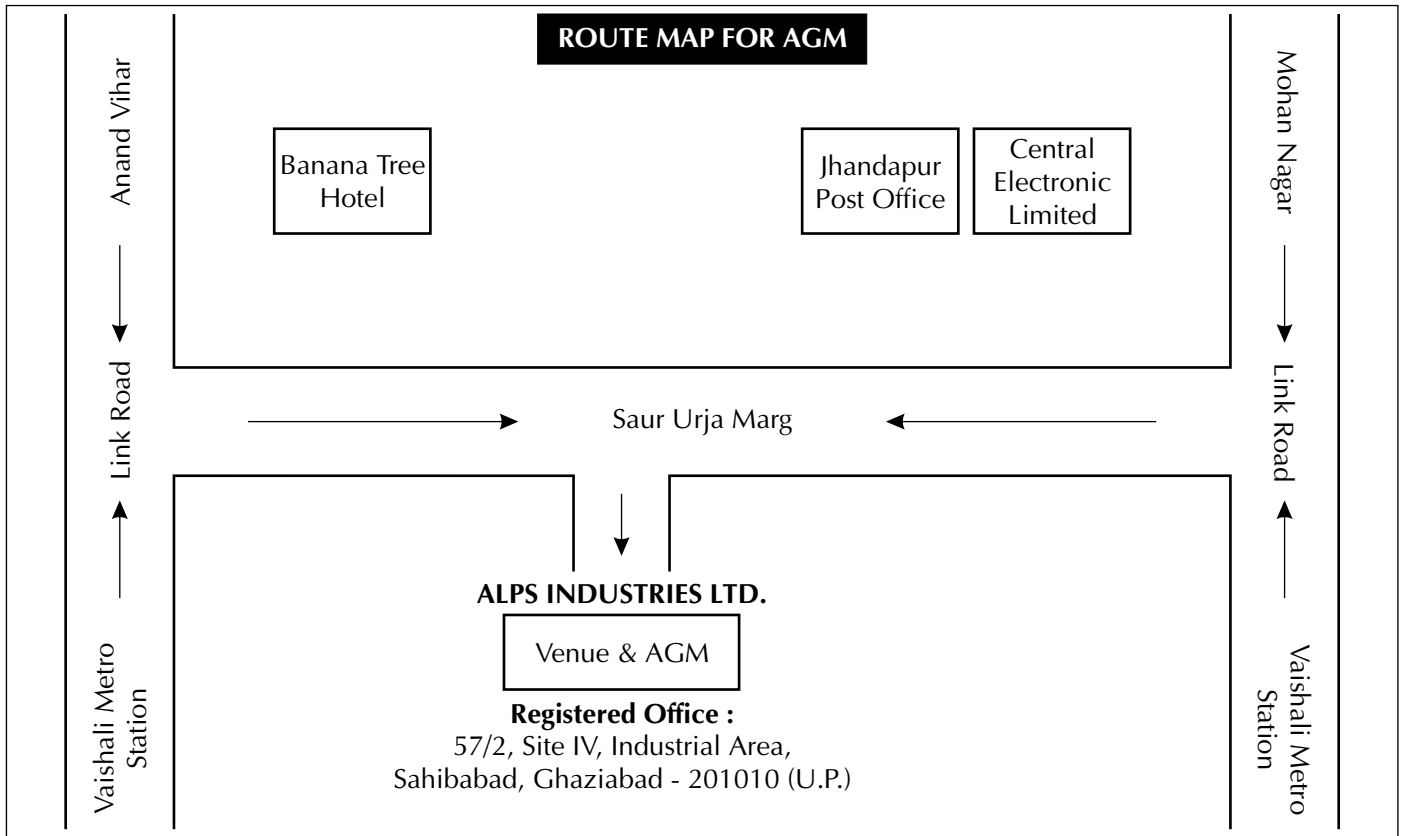 ROUTE MAP FOR AGM
Anand Vihar
Mohan Nagar
Banana Tree
Hotel
Jhandapur
Post Office
Central
Electronic
Limited
Link Road
Saur Urja Marg
Link Road
ALPS INDUSTRIES LTD.
Venue & AGM
Vaishali Metro
Station
Vaishali Metro
Station
Registered Office :
57/2, Site IV, Industrial Area,
Sahibabad, Ghaziabad - 201010 (U.P.)